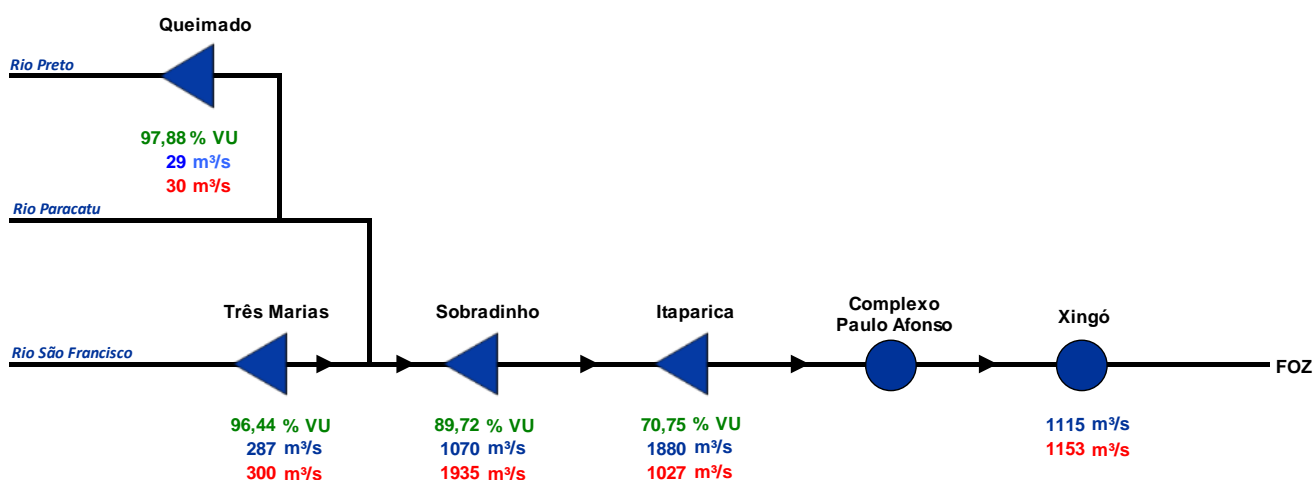 Queimado
Rio Preto
97,88 % VU
29 m³/s
30 m³/s
Rio Paracatu
Três Marias
Sobradinho
Itaparica
Complexo
Paulo Afonso
Xingó
Rio São Francisco
FOZ
96,44 % VU
287 m³/s
300 m³/s
89,72 % VU
1070 m³/s
1935 m³/s
70,75 % VU
1880 m³/s
1027 m³/s
1115 m³/s
1153 m³/s